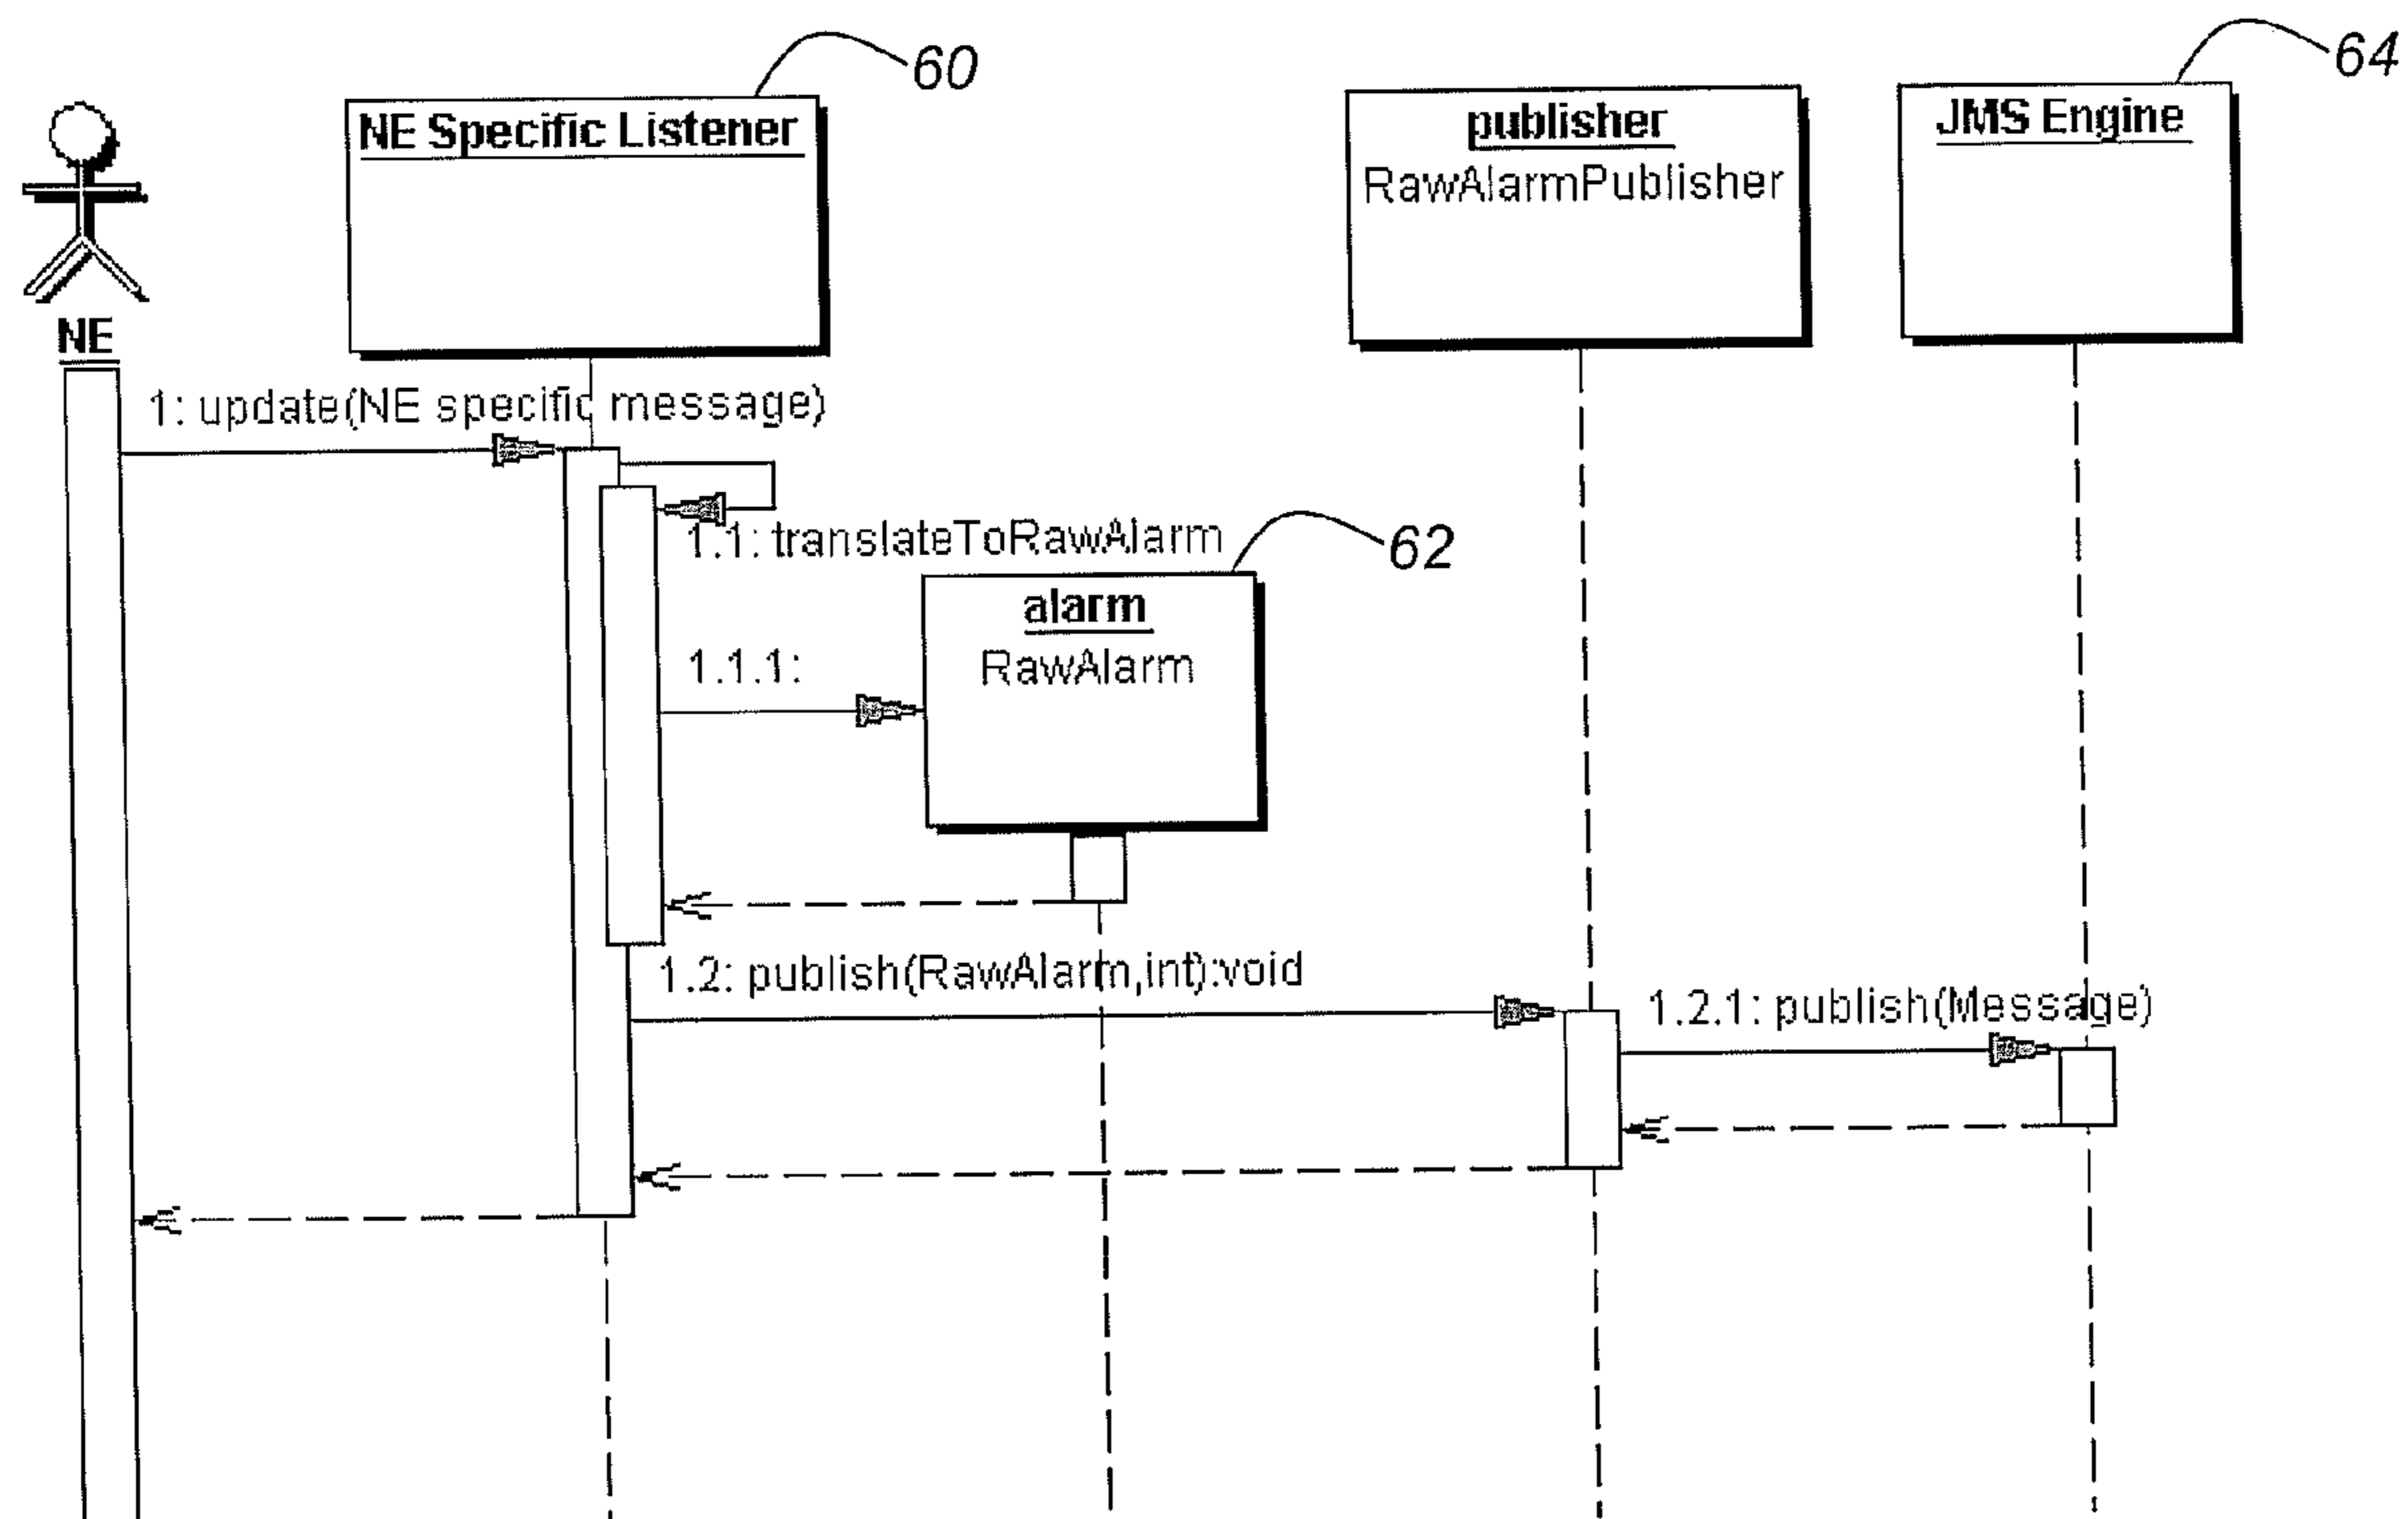 60
64
NE Specific Listener
publisher
RawAlarmPublisher
JMS Engine
NE
1: update(NE specific message)
1.1: translateToRawAlarm
62
alarm
RawAlarm
1.1.1:
1.2: publish(RawAlarm,int):void
1.2.1: publish(Message)